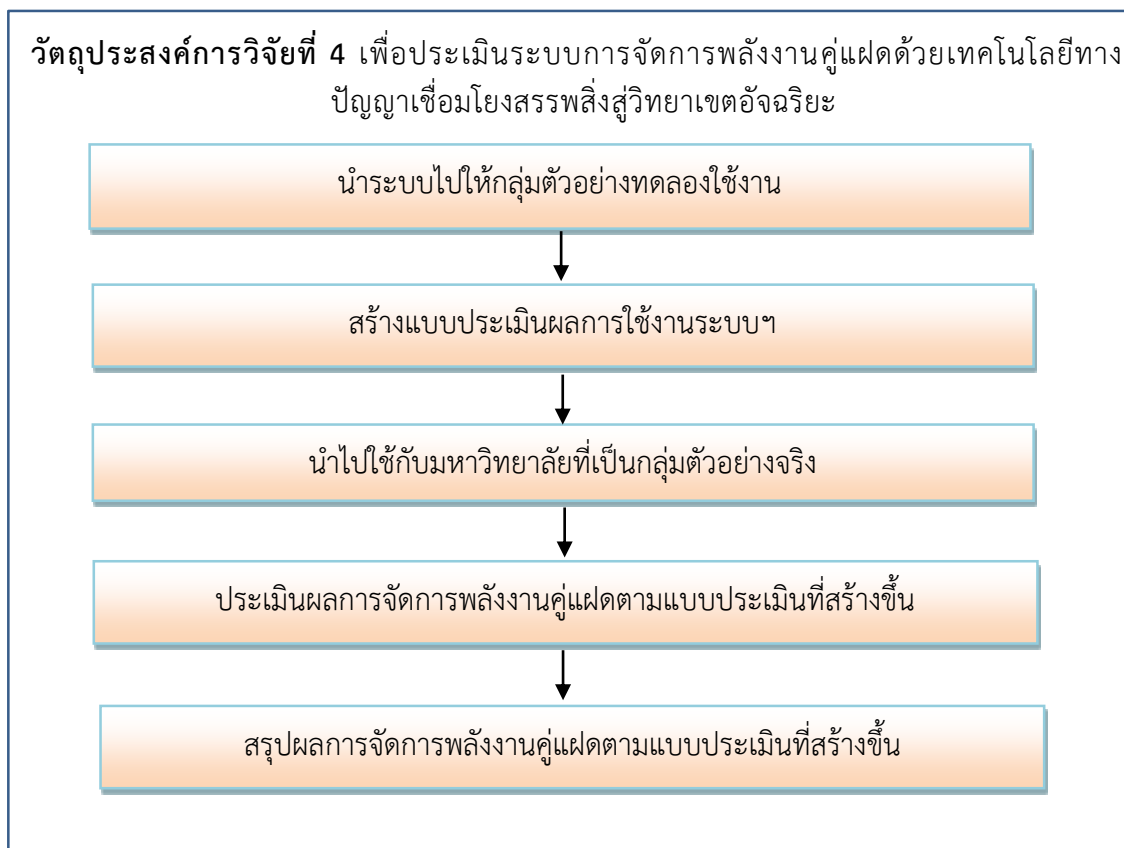 วัตถุประสงค์การวิจัยที่ 4 เพื่อประเมินระบบการจัดการพลังงานคู่แฝดด้วยเทคโนโลยีทาง
ปัญญาเชื่อมโยงสรรพสิ่งสู่วิทยาเขตอัจฉริยะ
นำระบบไปให้กลุ่มตัวอย่างทดลองใช้งาน
สร้างแบบประเมินผลการใช้งานระบบฯ
นำไปใช้กับมหาวิทยาลัยที่เป็นกลุ่มตัวอย่างจริง
ประเมินผลการจัดการพลังงานคู่แฝดตามแบบประเมินที่สร้างขึ้น
สรุปผลการจัดการพลังงานคู่แฝดตามแบบประเมินที่สร้างขึ้น